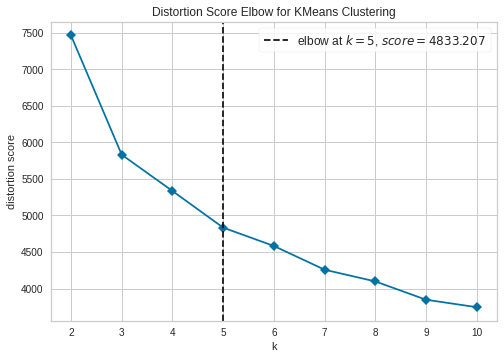 Distortion Score Elbow for KMeans Clustering
elbow at k = 5, score = 4833.207
distortion score
7500
7000
6500
6000
5500
5000
4500
4000
2 3 4 5 6 7 8 9 10
k